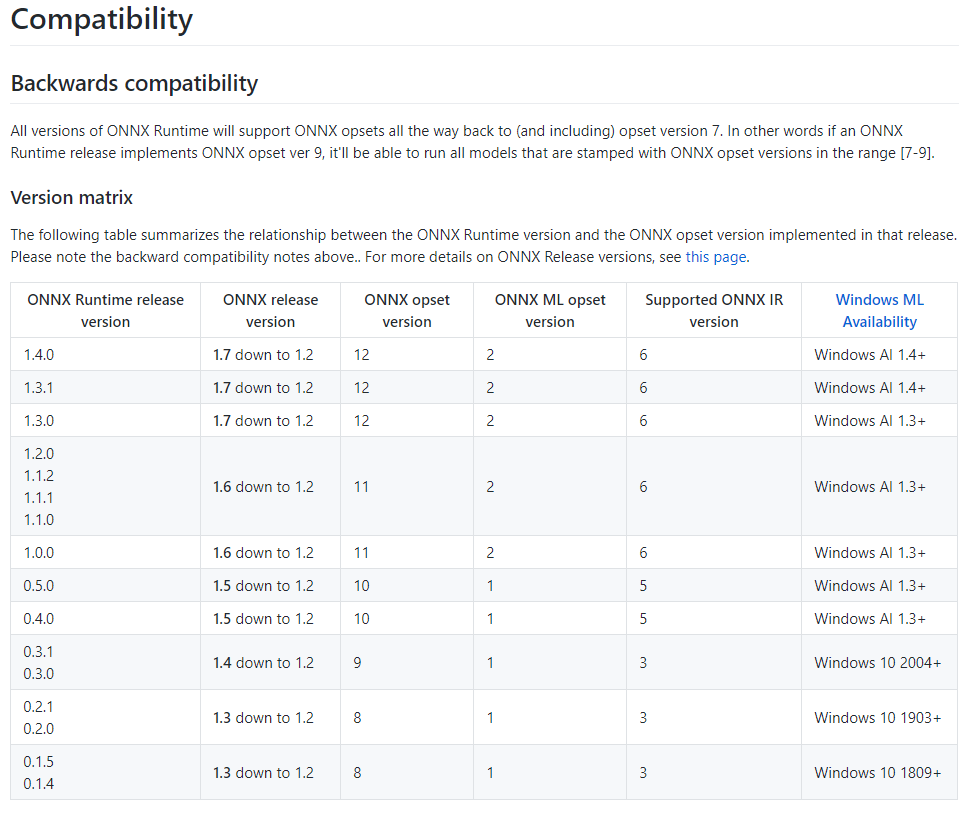 Compatibility
Backwards compatibility
All versions of ONNX Runtime will support ONNX opsets all the way back to (and including) opset version 7. In other words if an ONNX
Runtime release implements ONNX opset ver 9, it'll be able to run all models that are stamped with ONNX opset versions in the range [7-9].
Version matrix
The following table summarizes the relationship between the ONNX Runtime version and the ONNX opset version implemented in that release.
Please note the backward compatibility notes above.. For more details on ONNX Release versions, see this page.
ONNX Runtime release version ONNX release version ONNX opset version ONNX ML opset version Supported ONNX IR version Windows ML Availability
1.4.0 1.7 down to 1.2 12 2 6 Windows AI 1.4+
1.3.1 1.7 down to 1.2 12 2 6 Windows AI 1.4+
1.3.0 1.7 down to 1.2 12 2 6 Windows AI 1.3+
1.2.0
1.1.2
1.1.1
1.1.0
1.6 down to 1.2 11 2 6 Windows AI 1.3+
1.0.0 1.6 down to 1.2 11 2 6 Windows AI 1.3+
0.5.0 1.5 down to 1.2 10 1 5 Windows AI 1.3+
0.4.0 1.5 down to 1.2 10 1 5 Windows AI 1.3+
0.3.1
0.3.0
1.4 down to 1.2 9 1 3 Windows 10 2004+
0.2.1
0.2.0
1.3 down to 1.2 8 1 3 Windows 10 1903+
0.1.5
0.1.4
1.3 down to 1.2 8 1 3 Windows 10 1809+